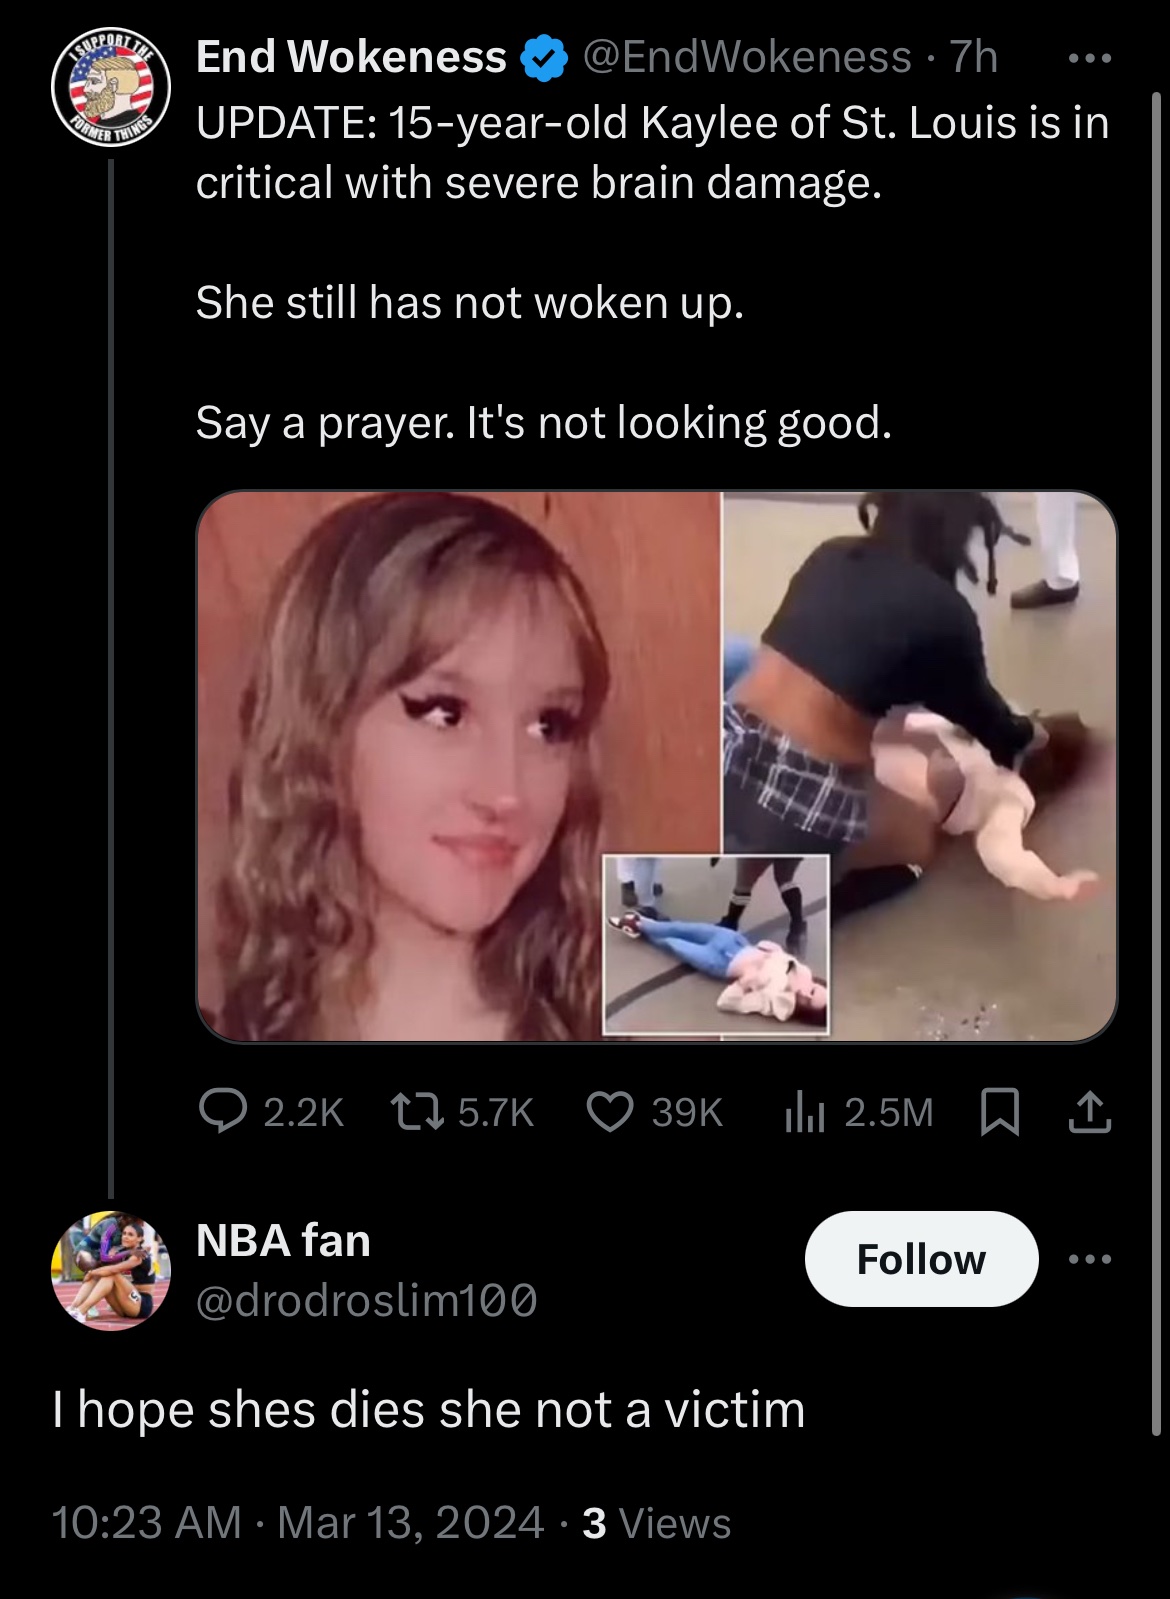 I SUPPORT THE
FORMER THINGS
End Wokeness @EndWokeness · 7h
UPDATE: 15-year-old Kaylee of St. Louis is in
critical with severe brain damage.
She still has not woken up.
Say a prayer. It's not looking good.
2.2K 5.7K 39K 2.5M
NBA fan
@drodroslim100
Follow
I hope shes dies she not a victim
10:23 AM · Mar 13, 2024 · 3 Views